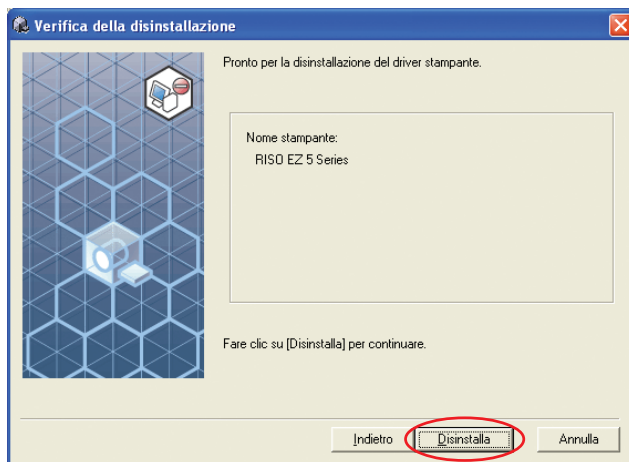 Verifica della disinstallazione
Pronto per la disinstallazione del driver stampante.
Nome stampante:
RISO EZ 5 Series
Fare clic su [Disinstalla] per continuare.
Indietro
Disinstalla
Annulla